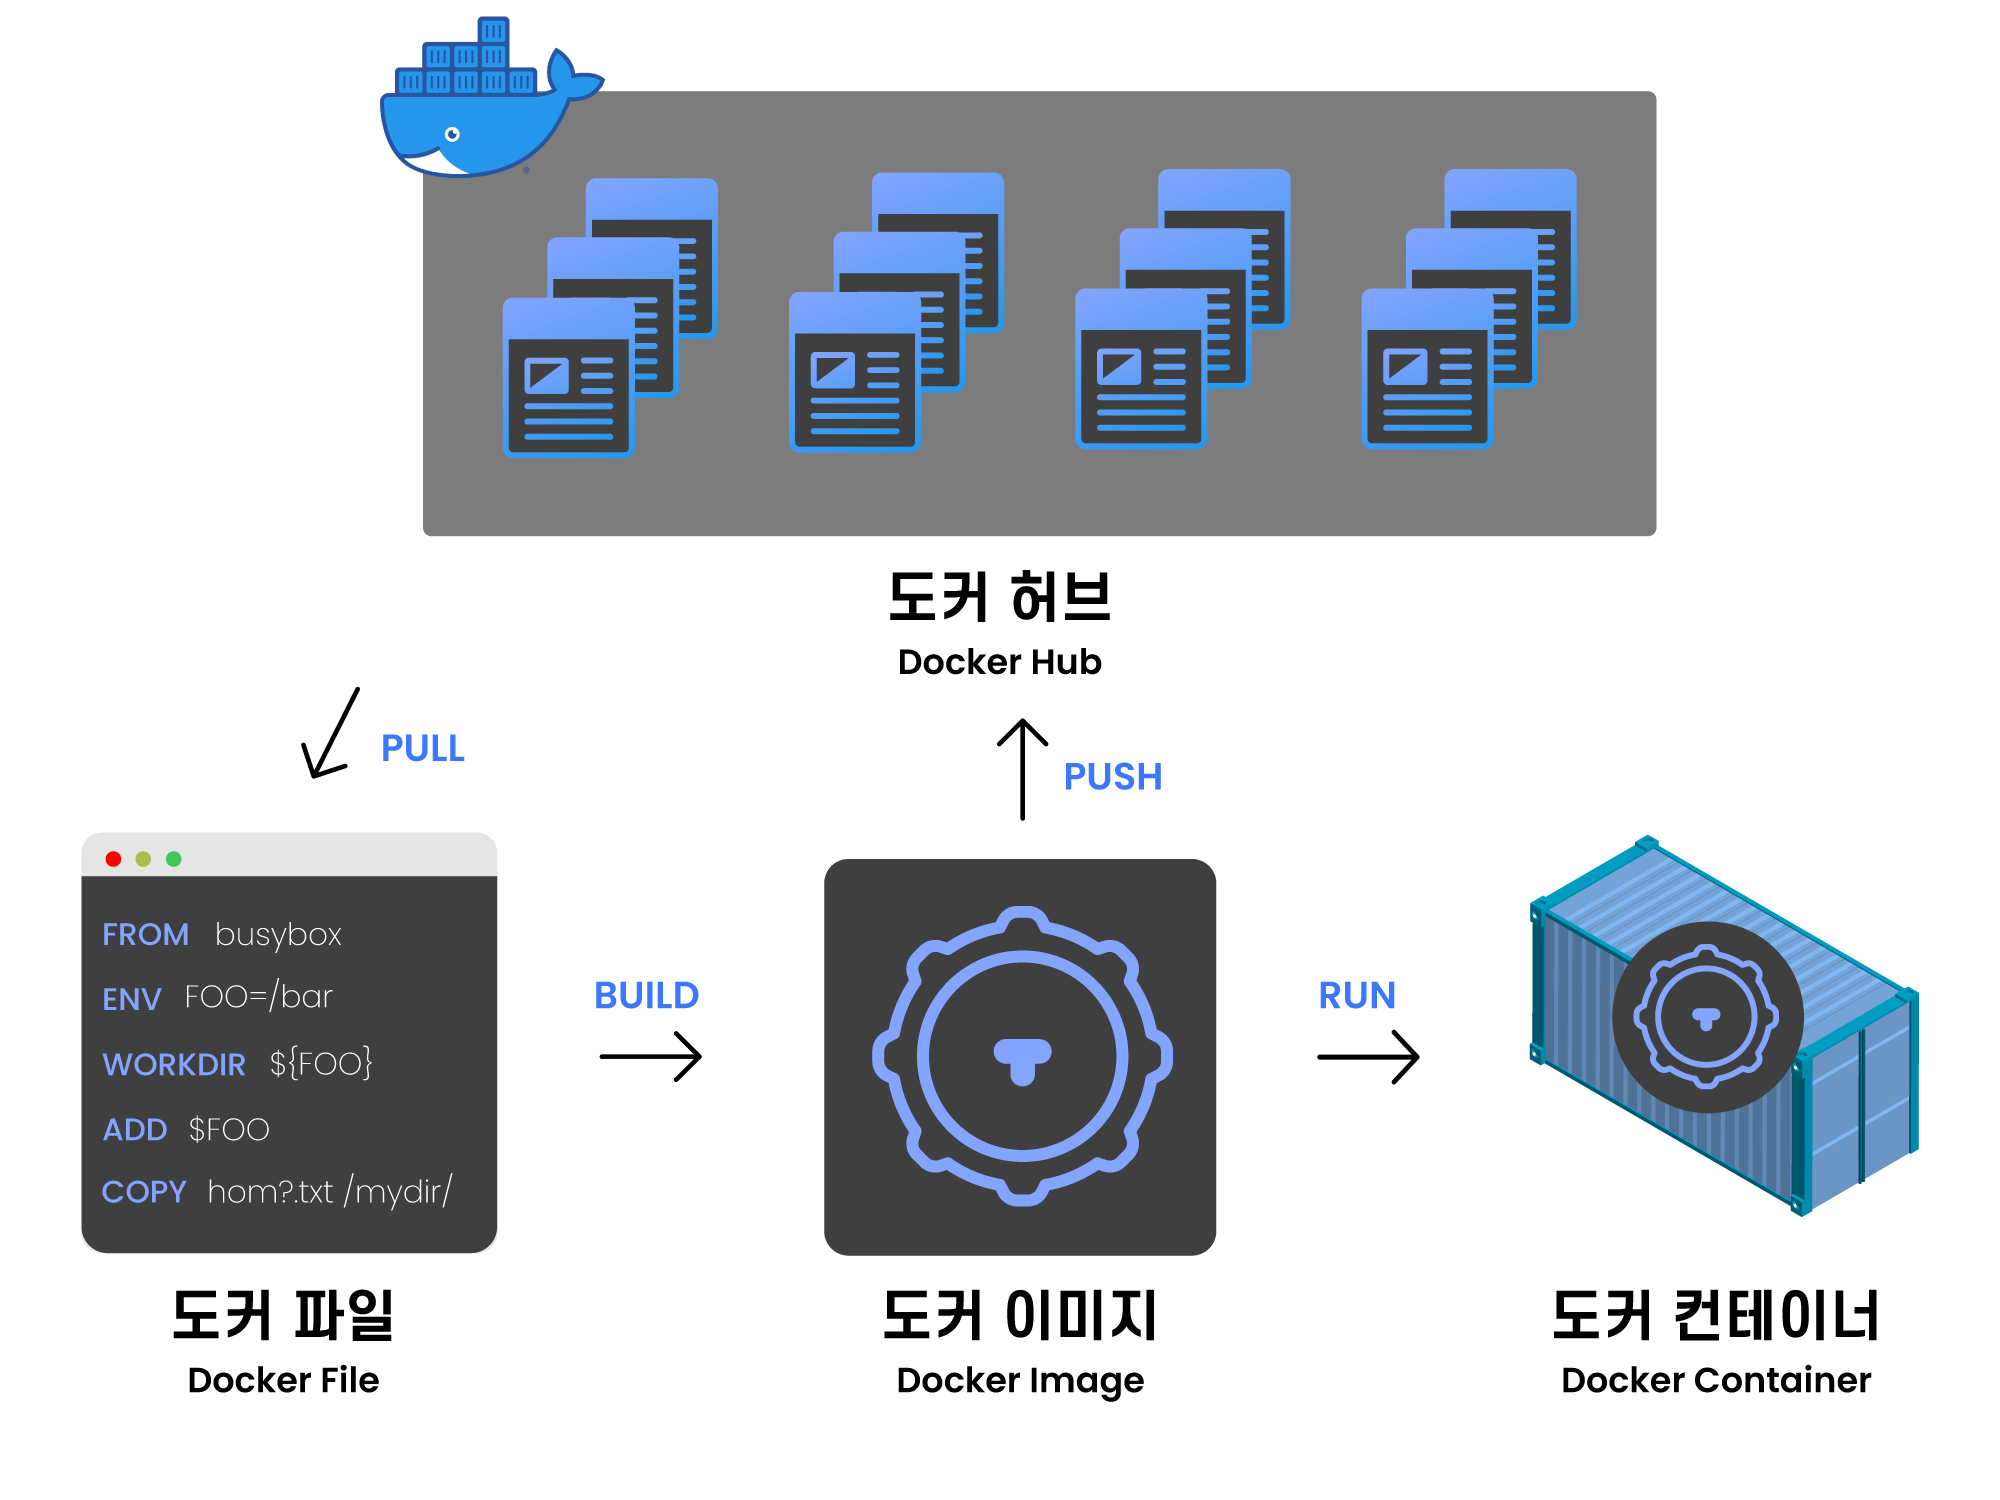 도커 허브
Docker Hub
PULL
PUSH
FROM busybox
ENV FOO=/bar
WORKDIR ${FOO}
ADD $FOO
COPY hom?.txt /mydir/
BUILD
RUN
도커 파일
Docker File
도커 이미지
Docker Image
도커 컨테이너
Docker Container